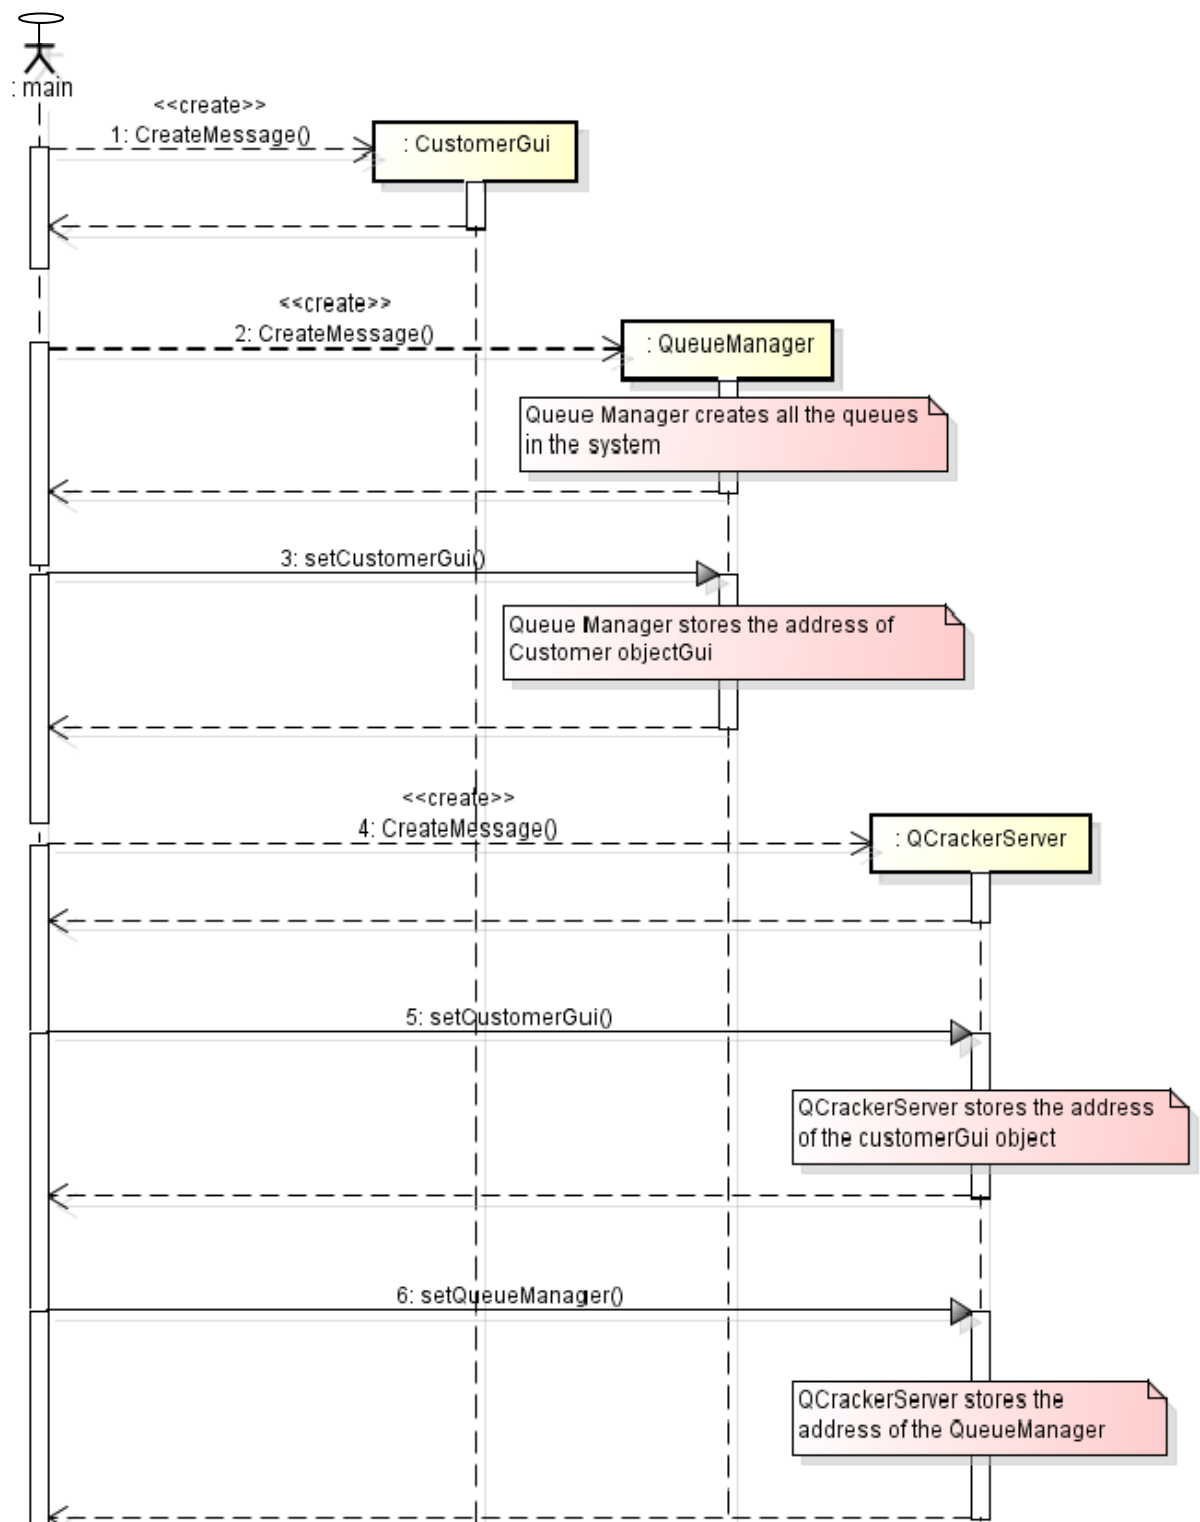 : main
<<create>>
1: CreateMessage()
: CustomerGui
<<create>>
2: CreateMessage()
: QueueManager
Queue Manager creates all the queues
in the system
3: setCustomerGui()
Queue Manager stores the address of
Customer objectGui
<<create>>
4: CreateMessage()
: QCrackerServer
5: setCustomerGui()
QCrackerServer stores the address
of the customerGui object
6: setQueueManager()
QCrackerServer stores the
address of the QueueManager